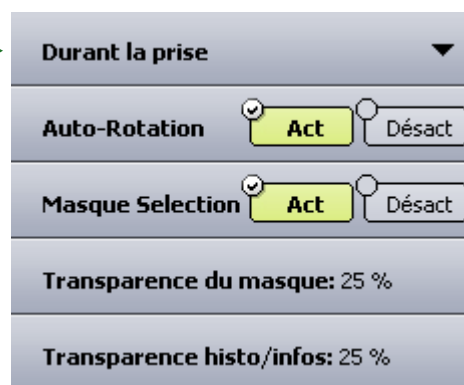 Durant la prise
Auto-Rotation Act Désact
Masque Selection Act Désact
Transparence du masque: 25 %
Transparence histo/infos: 25 %